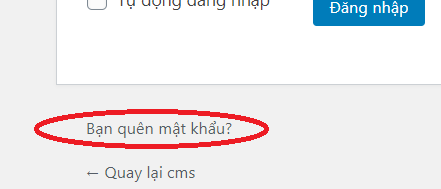 Tự động đăng nhập
Đăng nhập
Bạn quên mật khẩu?
← Quay lại cms